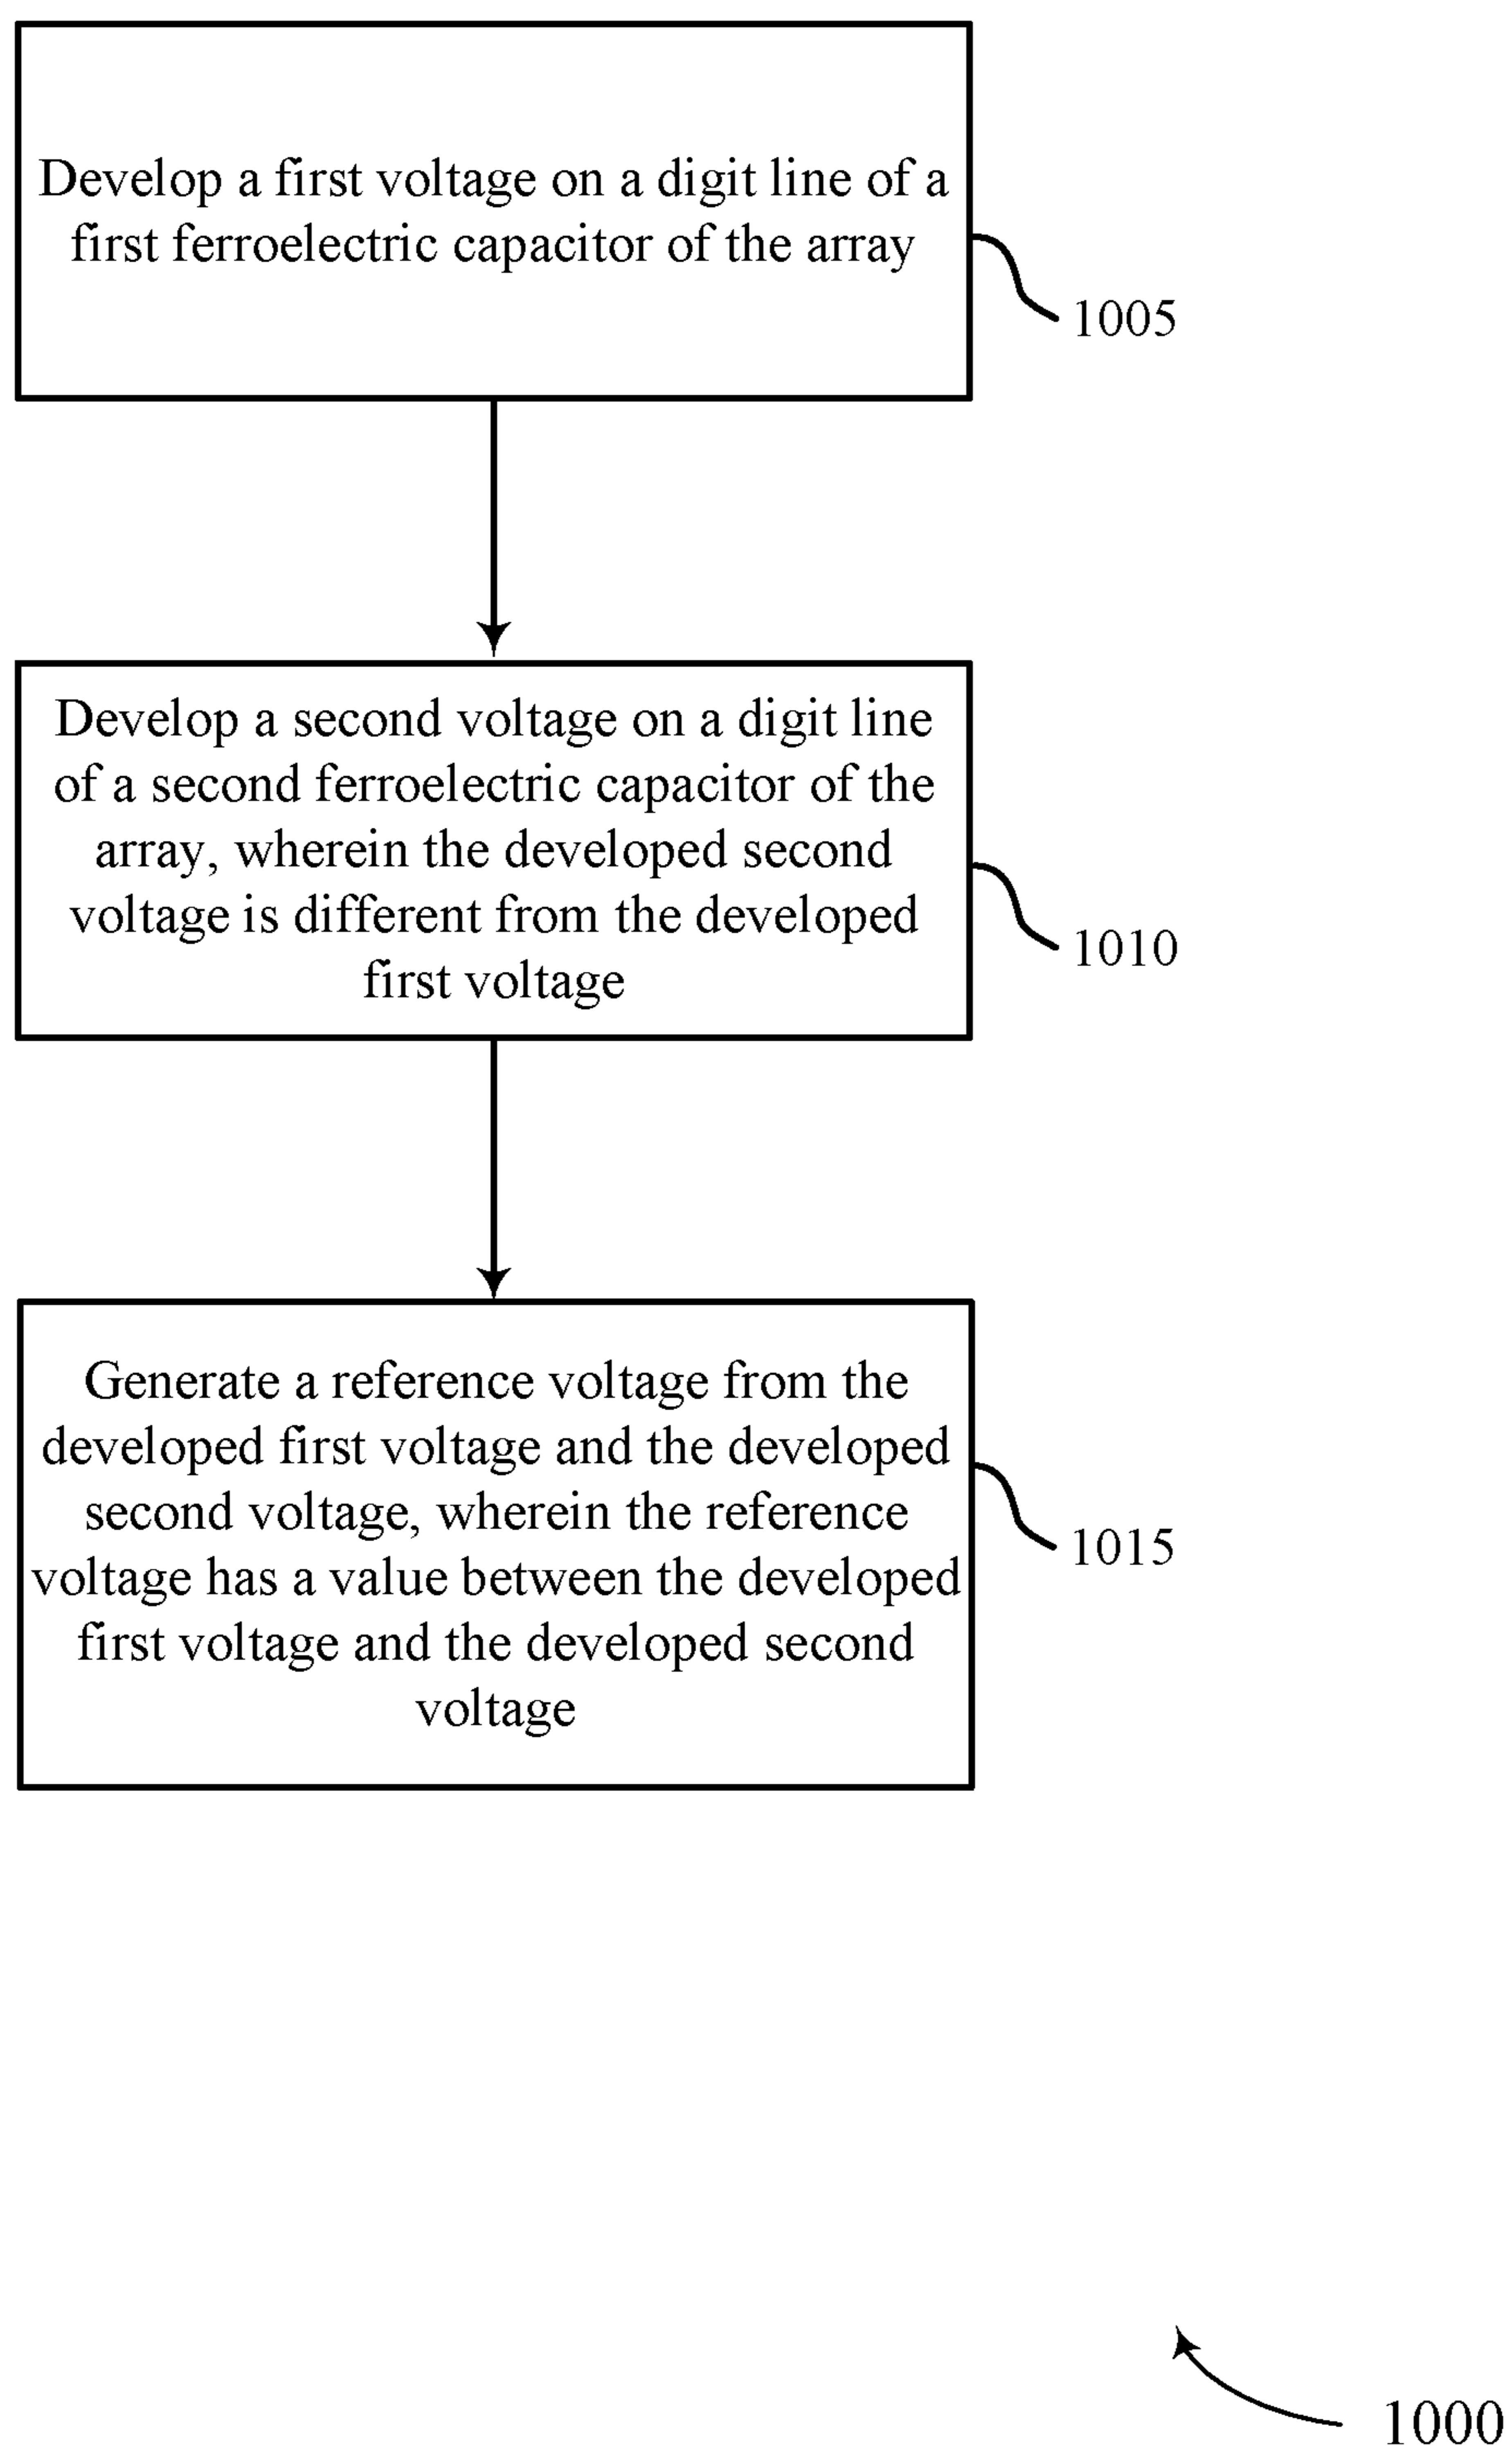 Develop a first voltage on a digit line of a
first ferroelectric capacitor of the array
1005
Develop a second voltage on a digit line
of a second ferroelectric capacitor of the
array, wherein the developed second
voltage is different from the developed
first voltage
1010
Generate a reference voltage from the
developed first voltage and the developed
second voltage, wherein the reference
voltage has a value between the developed
first voltage and the developed second
voltage
1015
1000